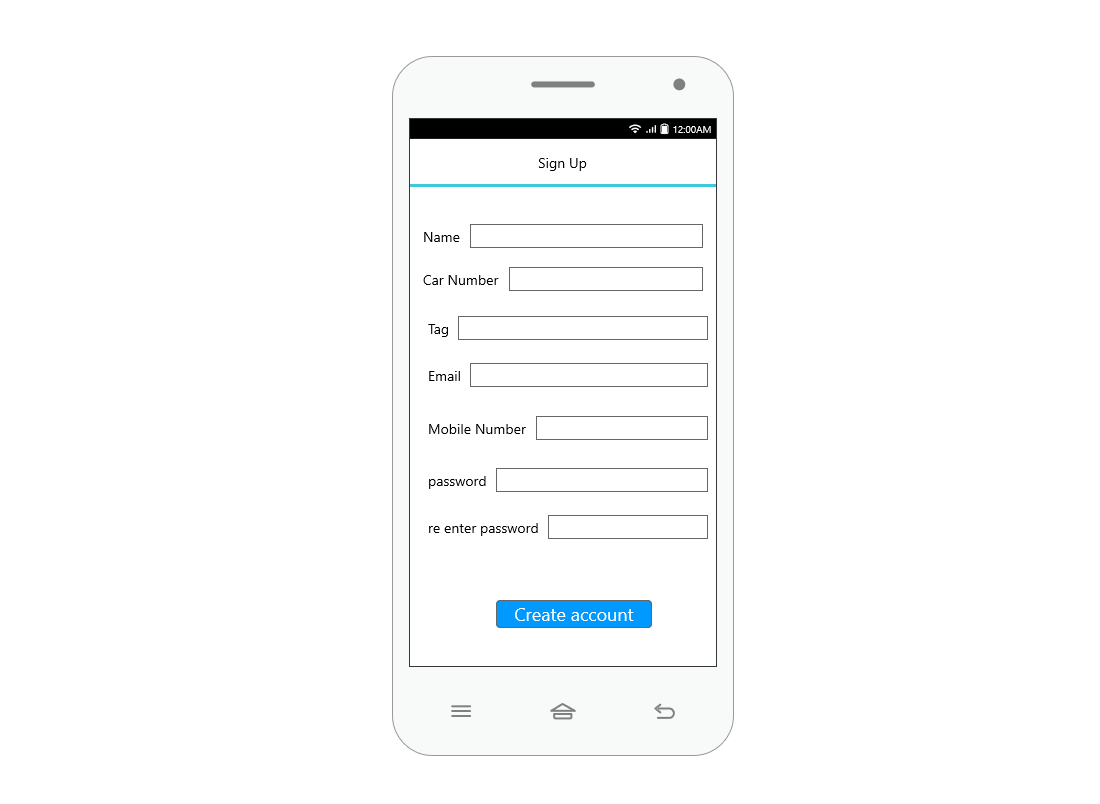 12:00AM
Sign Up
Name
Car Number
Tag
Email
Mobile Number
password
re enter password
Create account